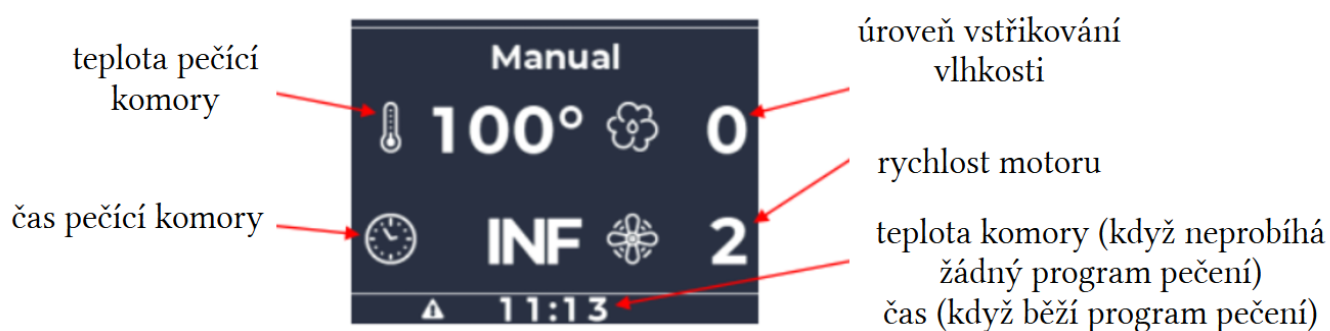 teplota pečící
komory
čas pečící komory
Manual
100° 0
INF 2
11:13
úroveň vstřikování
vlhkosti
rychlost motoru
teplota komory (když neprobíhá
žádný program pečení)
čas (když běží program pečení)